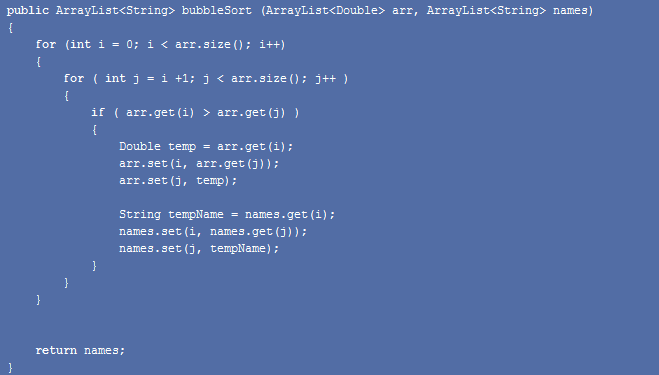 public ArrayList<String> bubbleSort (ArrayList<Double> arr, ArrayList<String> names)
{
for (int i = 0; i < arr.size(); i++)
{
for ( int j = i +1; j < arr.size(); j++ )
{
if ( arr.get(i) > arr.get(j) )
{
Double temp = arr.get(i);
arr.set(i, arr.get(j));
arr.set(j, temp);
String tempName = names.get(i);
names.set(i, names.get(j));
names.set(j, tempName);
}
}
}
return names;
}